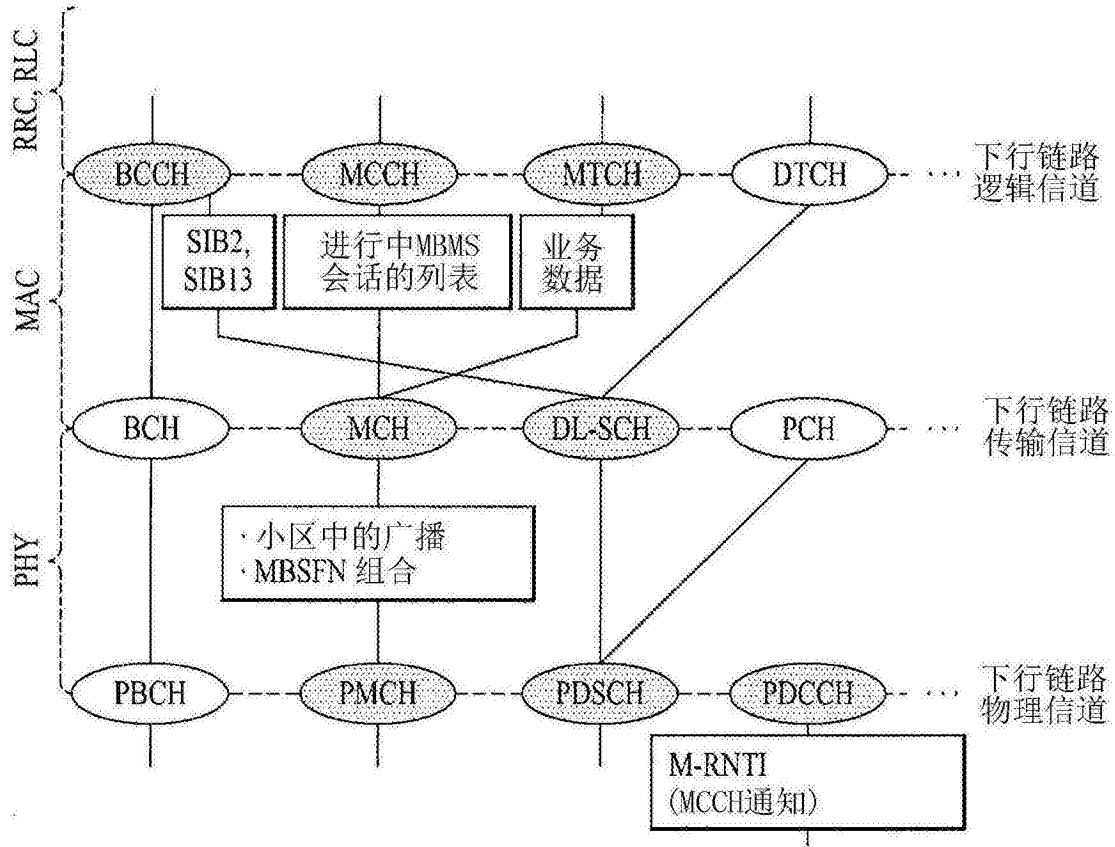 RRC, RLC
BCCH
MCCH
MTCH
DTCH
···
下行链路
逻辑信道
SIB2,
SIB13
进行中MBMS
会话的列表
业务
数据
MAC
BCH
MCH
DL-SCH
PCH
···
下行链路
传输信道
· 小区中的广播
· MBSFN 组合
PHY
PBCH
PMCH
PDSCH
PDCCH
···
下行链路
物理信道
M-RNTI
(MCCH通知)